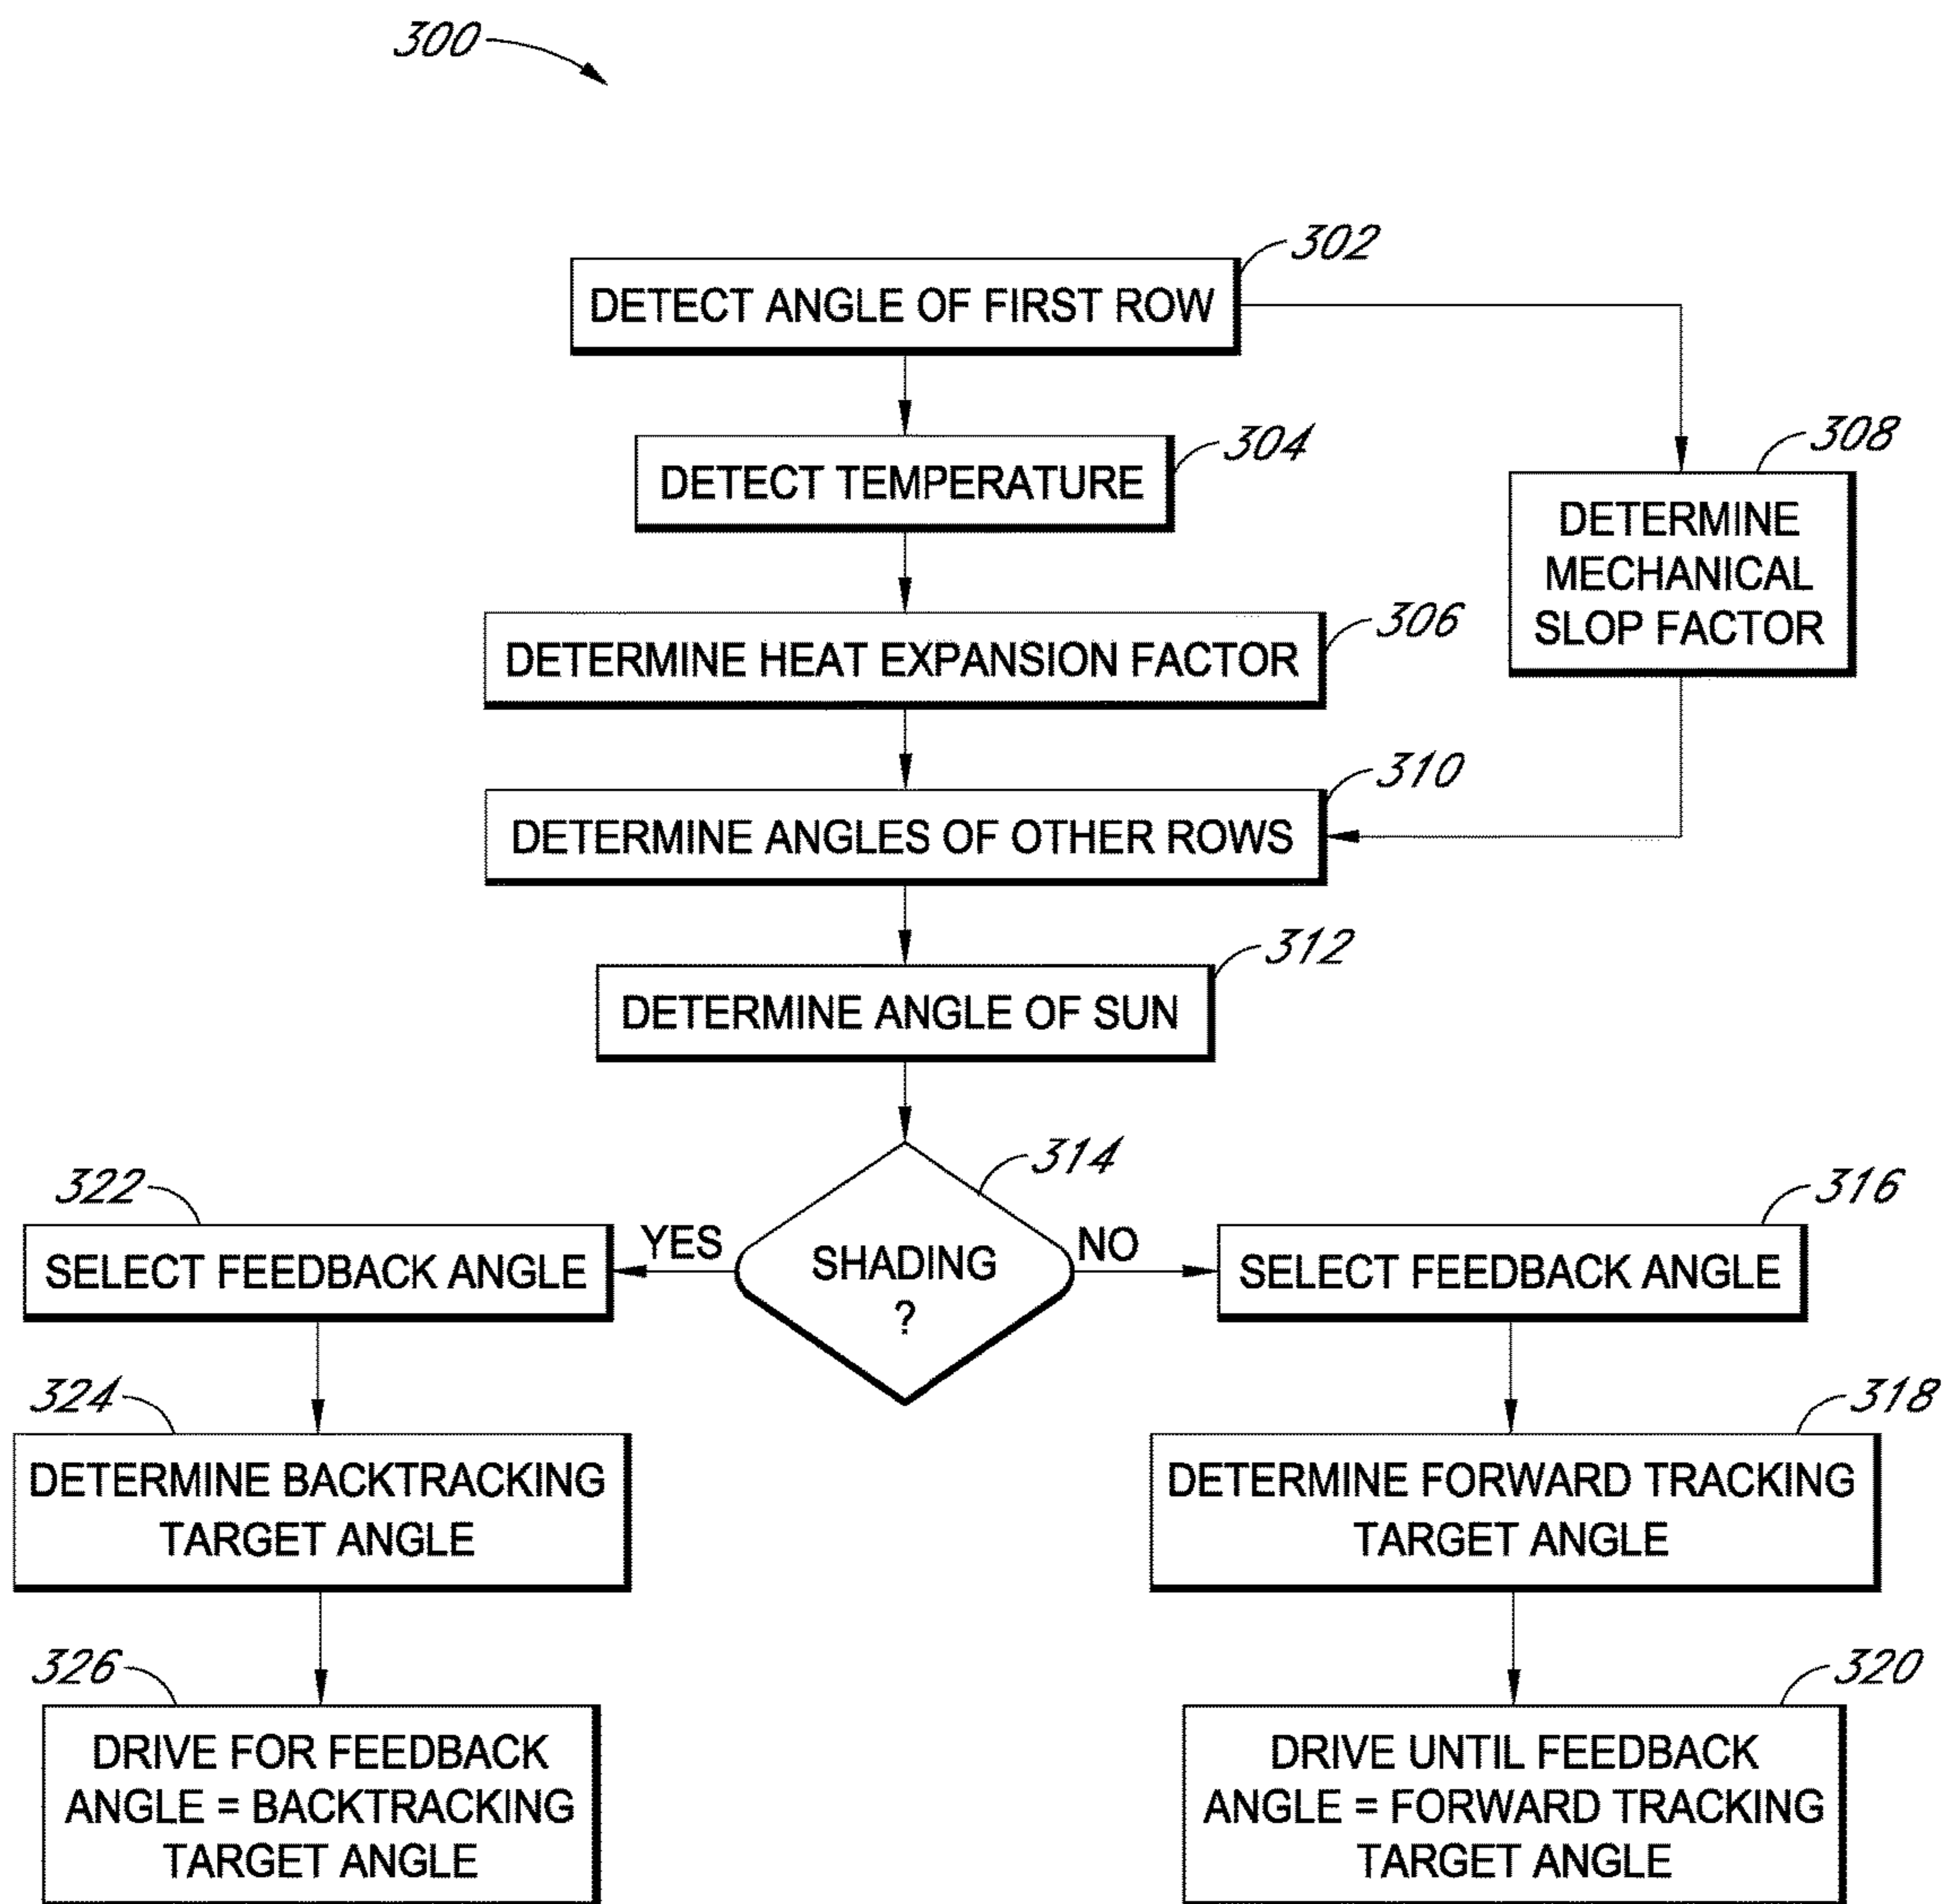 300
302
DETECT ANGLE OF FIRST ROW
304
DETECT TEMPERATURE
308
DETERMINE
MECHANICAL
SLOP FACTOR
306
DETERMINE HEAT EXPANSION FACTOR
310
DETERMINE ANGLES OF OTHER ROWS
312
DETERMINE ANGLE OF SUN
314
SHADING
?
YES
NO
322
SELECT FEEDBACK ANGLE
316
SELECT FEEDBACK ANGLE
324
DETERMINE BACKTRACKING
TARGET ANGLE
318
DETERMINE FORWARD TRACKING
TARGET ANGLE
326
DRIVE FOR FEEDBACK
ANGLE = BACKTRACKING
TARGET ANGLE
320
DRIVE UNTIL FEEDBACK
ANGLE = FORWARD TRACKING
TARGET ANGLE